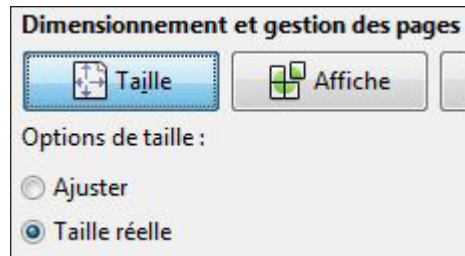 Dimensionnement et gestion des pages
Taille Affiche
Options de taille :
Ajuster
Taille réelle